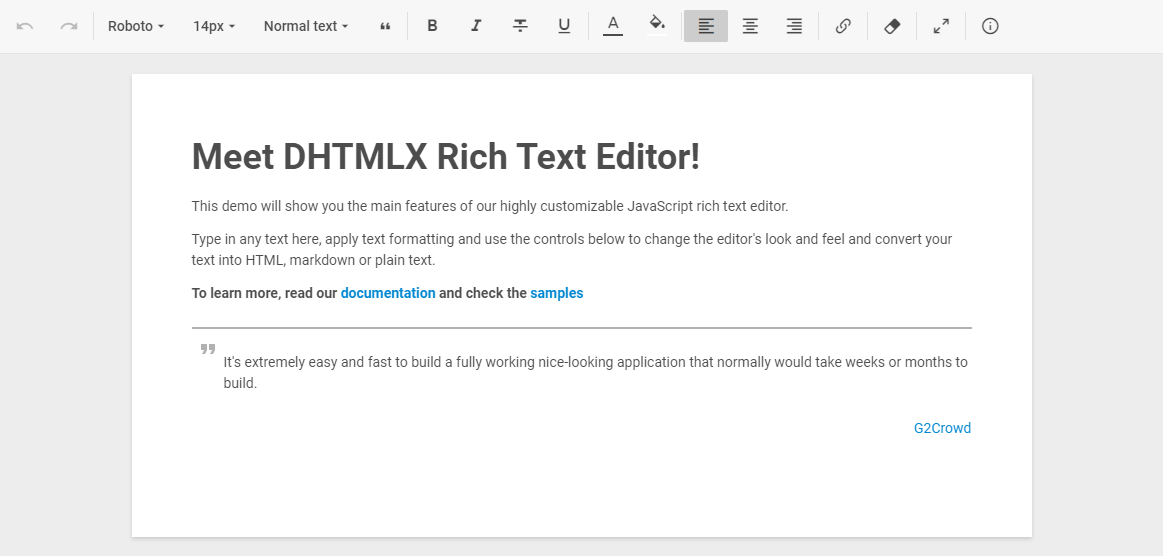 Roboto 14px Normal text B I S U A
Meet DHTMLX Rich Text Editor!
This demo will show you the main features of our highly customizable JavaScript rich text editor.
Type in any text here, apply text formatting and use the controls below to change the editor's look and feel and convert your
text into HTML, markdown or plain text.
To learn more, read our documentation and check the samples
It's extremely easy and fast to build a fully working nice-looking application that normally would take weeks or months to
build.
G2Crowd